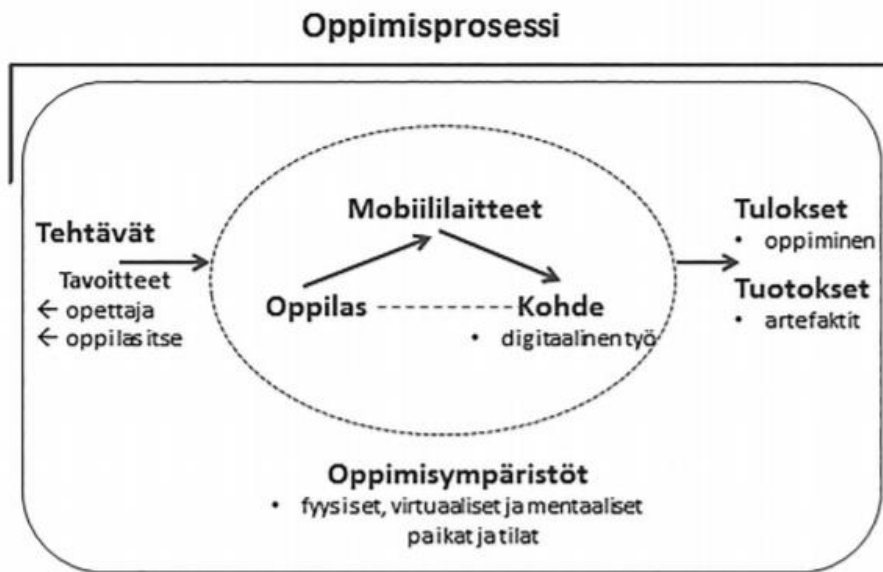 Oppimisprosessi
Mobiililaitteet
Tehtävät
Tavoitteet
← opettaja
← oppilas itse
Oppilas
Kohde
• digitaalinen työ
Tulokset
• oppiminen
Tuotokset
• artefaktit
Oppimisympäristöt
• fyysiset, virtuaaliset ja mentaaliset
paikat ja tilat